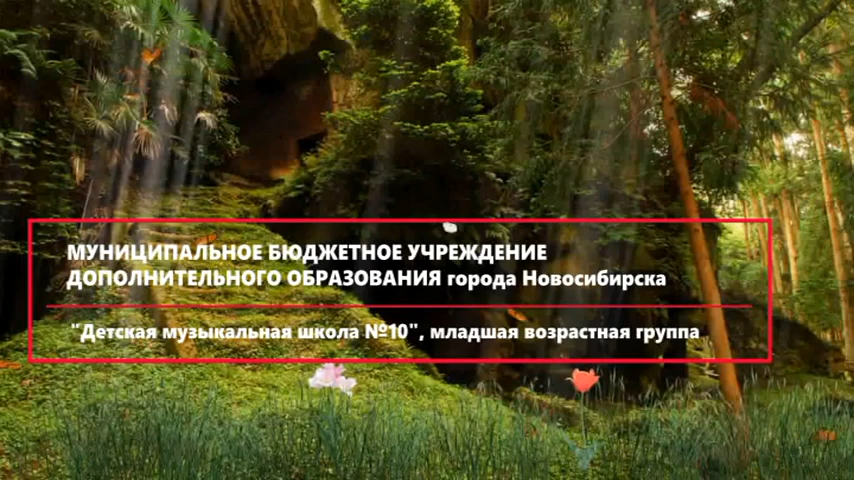 МУНИЦИПАЛЬНОЕ БЮДЖЕТНОЕ УЧРЕЖДЕНИЕ
ДОПОЛНИТЕЛЬНОГО ОБРАЗОВАНИЯ города Новосибирска
"Детская музыкальная школа №10", младшая возрастная группа